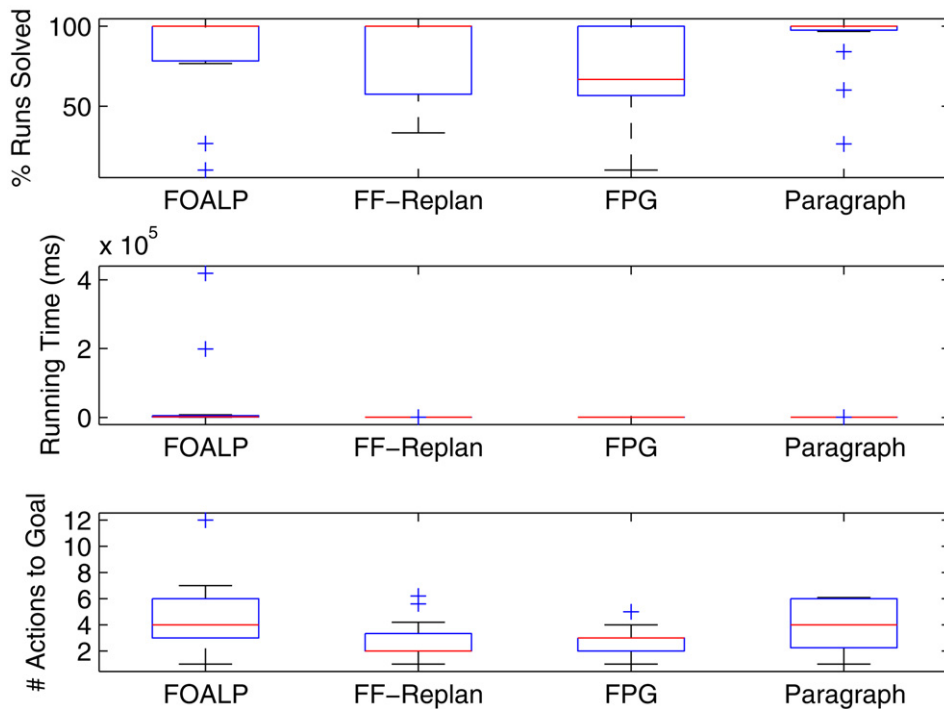 % Runs Solved
100
50
FOALP FF-Replan FPG Paragraph
x 10^5
Running Time (ms)
4
2
0
FOALP FF-Replan FPG Paragraph
# Actions to Goal
12
10
8
6
4
2
FOALP FF-Replan FPG Paragraph